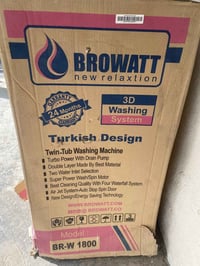 BROWATT
new relaxtion
WARRANTY
24 Months
3D
Washing
System
Turkish Design
Twin-Tub Washing Machine
Turbo Power With Drain Pump
Double Layer Made By Best Material
Two Water Inlet Selection
Super Power Wash/Spin Motor
Best Cleaning Quality With Four Waterfall System
Air Jet System-Auto Stop Spin Door
New Design/Energy Saving Technology
WWW.BROWATT.COM
Model
BR-W 1800